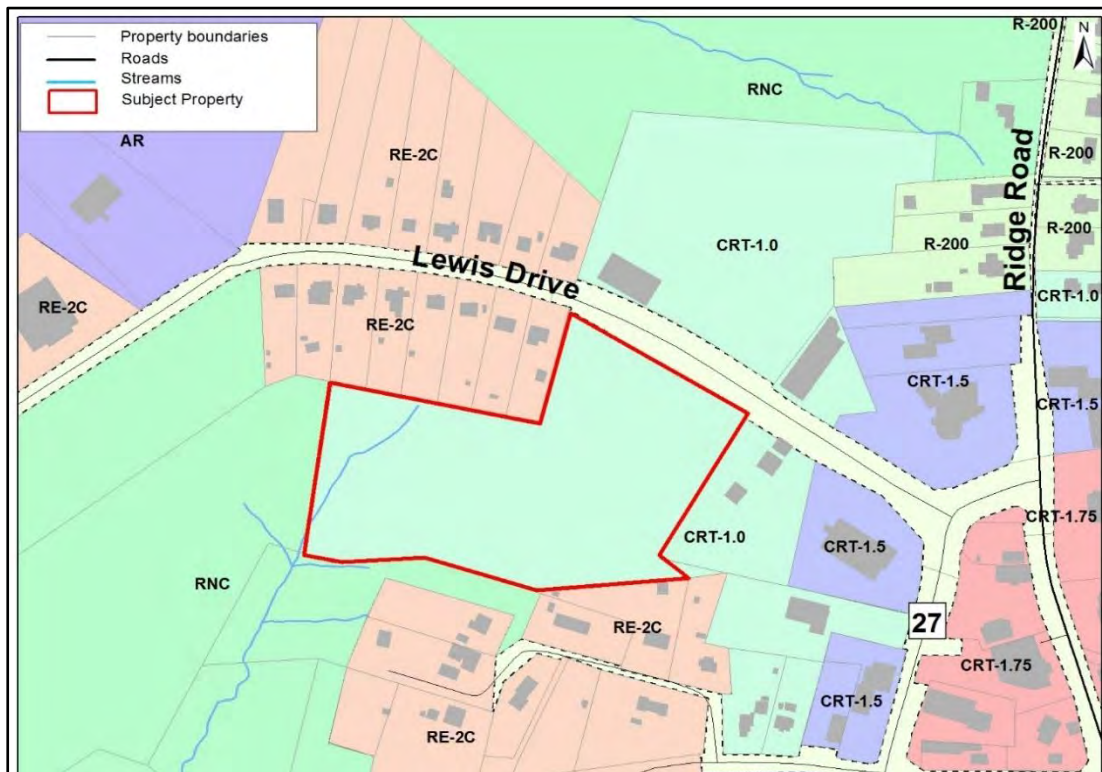 Property boundaries
Roads
Streams
Subject Property
N
R-200
RNC
AR
RE-2C
R-200
Ridge Road
R-200
CRT-1.0
R-200
Lewis Drive
RE-2C
RE-2C
CRT-1.0
CRT-1.5
CRT-1.5
CRT-1.75
CRT-1.0
CRT-1.5
RNC
27
RE-2C
CRT-1.75
CRT-1.5
RE-2C